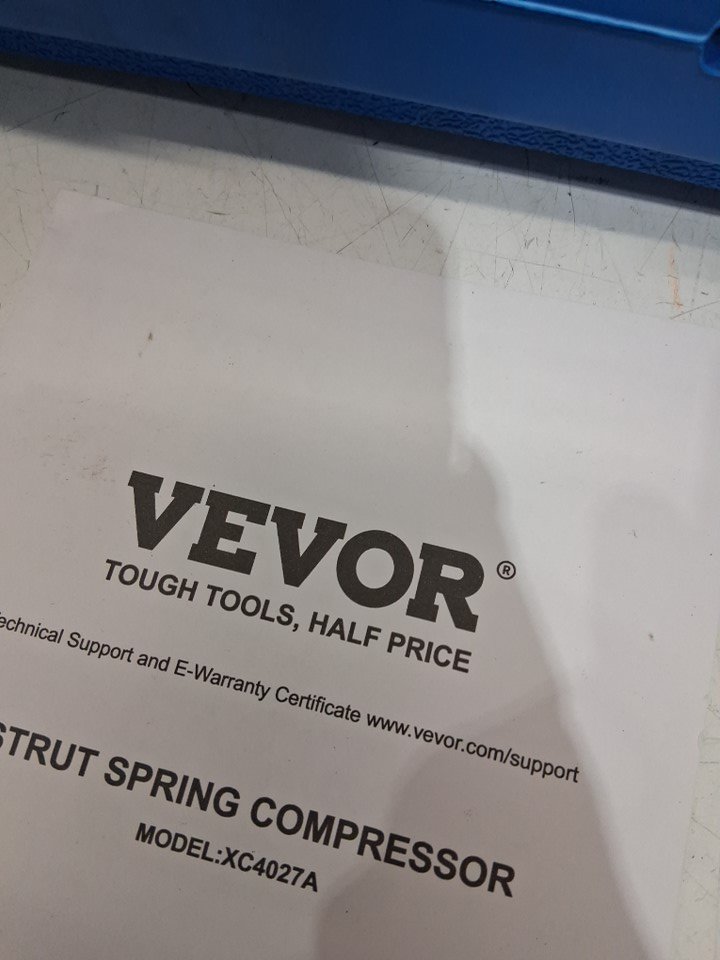 VEVOR®
TOUGH TOOLS, HALF PRICE
Technical Support and E-Warranty Certificate www.vevor.com/support
STRUT SPRING COMPRESSOR
MODEL:XC4027A